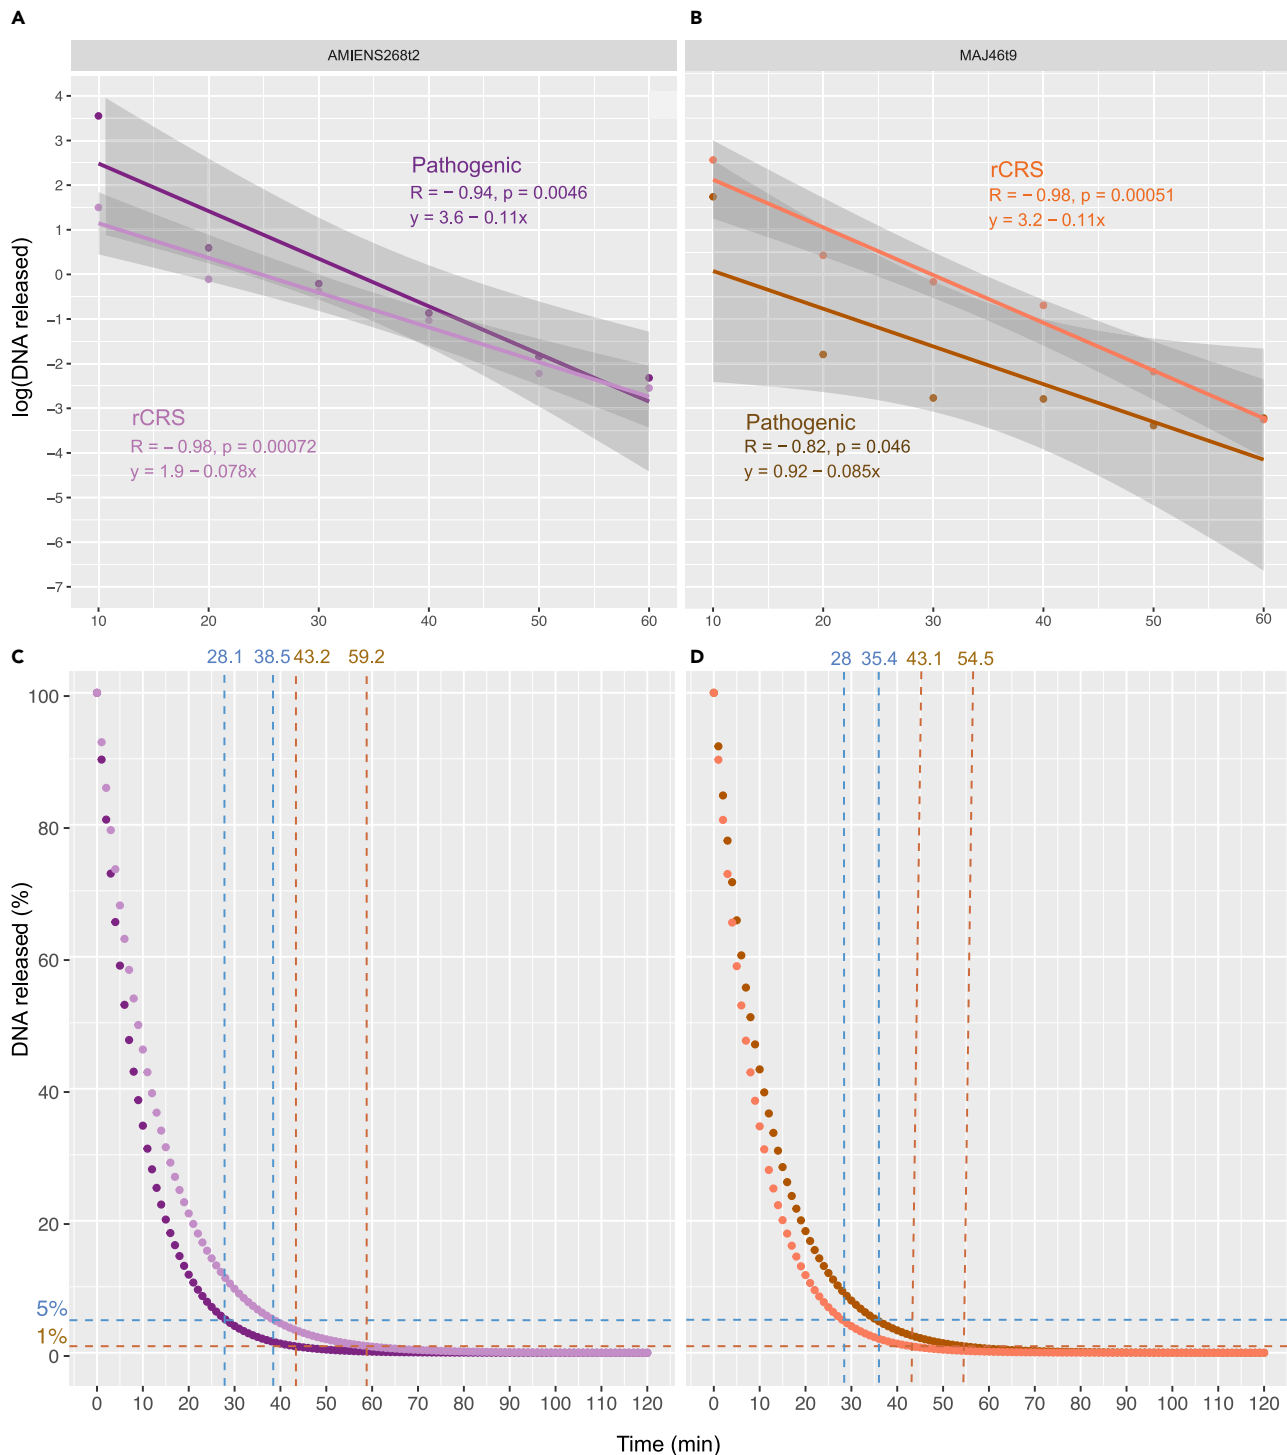 A
B
AMIENS268t2
MAJ46t9
log(DNA released)
4
3
2
1
0
−1
−2
−3
−4
−5
−6
−7
Pathogenic
R = − 0.94, p = 0.0046
y = 3.6 − 0.11x
rCRS
R = − 0.98, p = 0.00072
y = 1.9 − 0.078x
rCRS
R = − 0.98, p = 0.00051
y = 3.2 − 0.11x
Pathogenic
R = − 0.82, p = 0.046
y = 0.92 − 0.085x
10 20 30 40 50 60
10 20 30 40 50 60
C
28.1 38.5 43.2 59.2
D
28 35.4 43.1 54.5
DNA released (%)
100
80
60
40
20
5%
1%
0
0 10 20 30 40 50 60 70 80 90 100 110 120
0 10 20 30 40 50 60 70 80 90 100 110 120
Time (min)